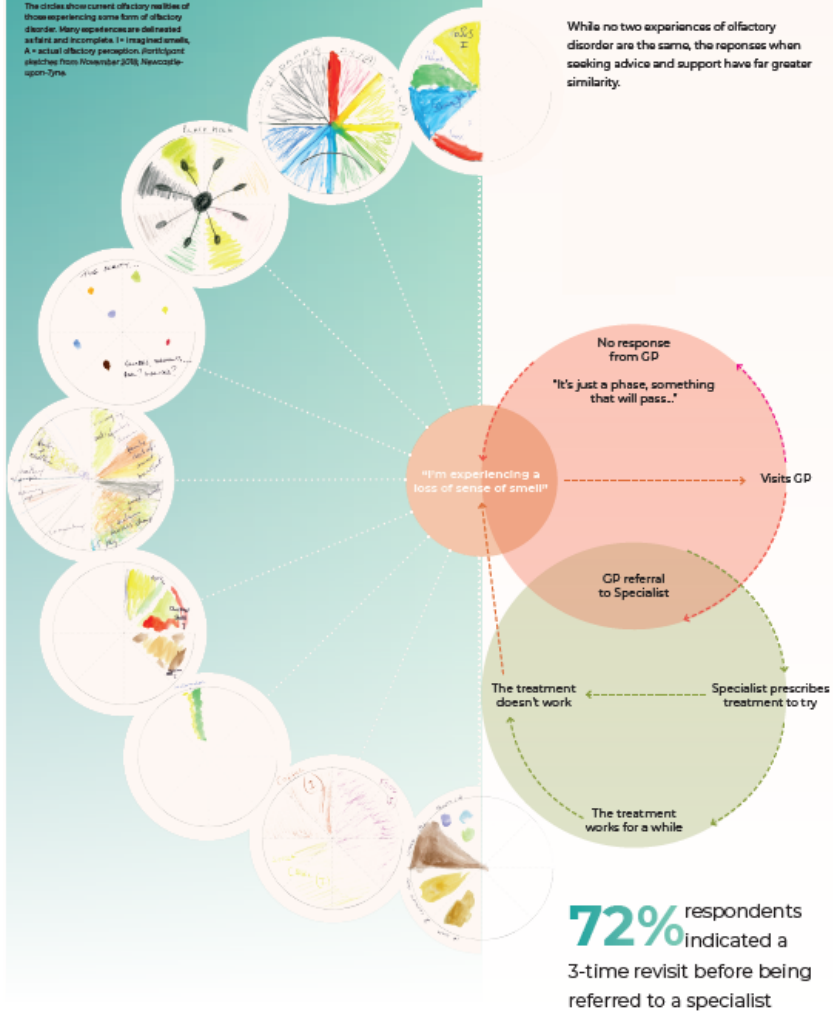 The circles show current olfactory realities of
those experiencing some form of olfactory
disorder. Many experiences are delineated
as faint and incomplete. I = imagined smells,
A = actual olfactory perception. Participant
sketches from November 2018, Newcastle-
upon-Tyne.
While no two experiences of olfactory
disorder are the same, the reponses when
seeking advice and support have far greater
similarity.
BLACK HOLE
THE REALITY...
No response
from GP
"It's just a phase, something
that will pass..."
"I'm experiencing a
loss of sense of smell"
Visits GP
GP referral
to Specialist
The treatment
doesn't work
Specialist prescribes
treatment to try
The treatment
works for a while
72% respondents
indicated a
3-time revisit before being
referred to a specialist